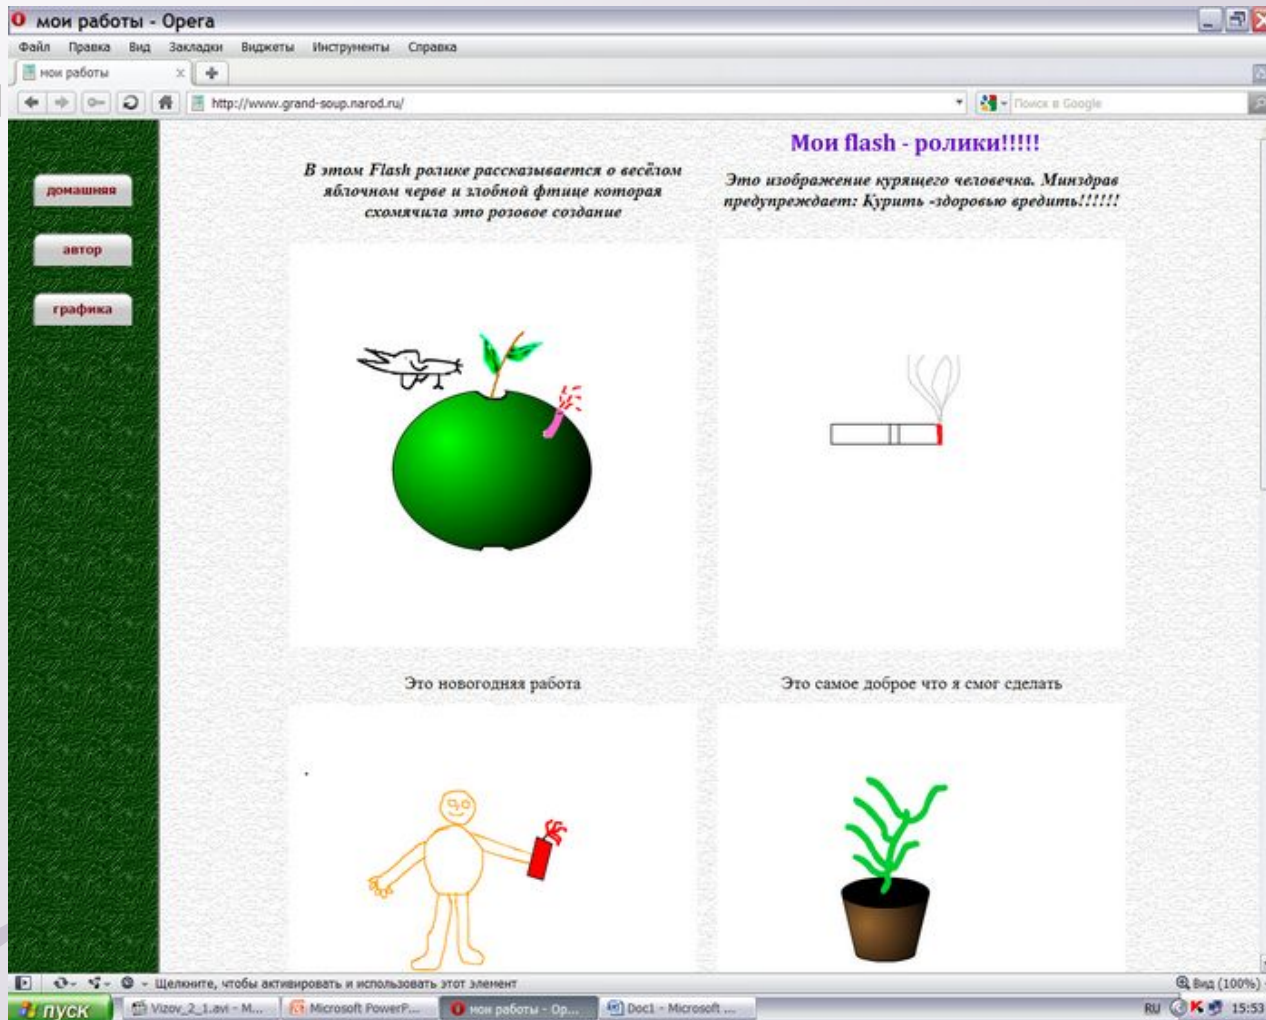 мои работы - Opera
Файл Правка Вид Закладки Виджеты Инструменты Справка
мои работы
http://www.grand-soup.narod.ru/
Поиск в Google
домашняя
автор
графика
Мои flash - ролики!!!!!
В этом Flash ролике рассказывается о весёлом
яблочном черве и злобной фтице которая
схомячила это розовое создание
Это изображение курящего человечка. Минздрав
предупреждает: Курить -здоровью вредить!!!!!!
Это новогодняя работа
Это самое доброе что я смог сделать
Щелкните, чтобы активировать и использовать этот элемент
Вид (100%)
пуск
Vizov_2_1.avi - M...
Microsoft PowerP...
мои работы - Op...
Doc1 - Microsoft ...
RU
15:53